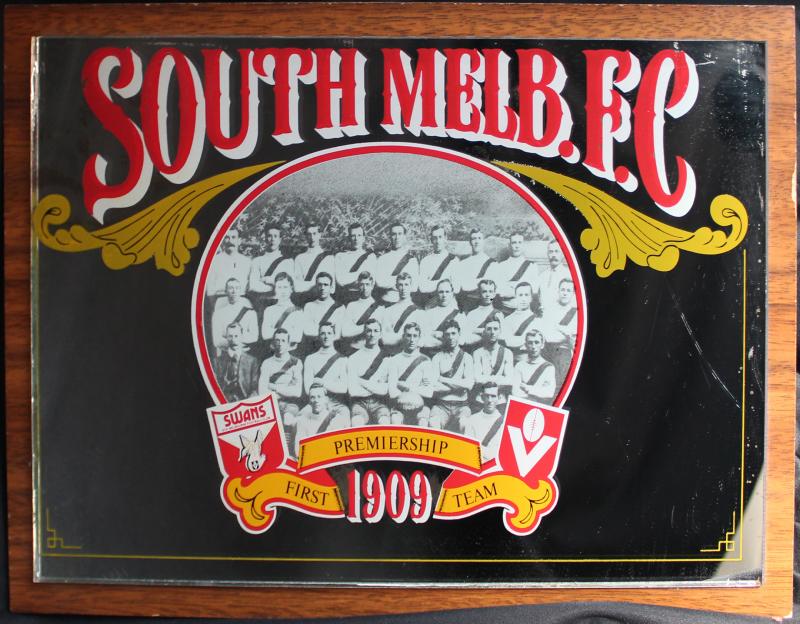 SOUTH MELB. F.C
SWANS
PREMIERSHIP
FIRST 1909 TEAM
V